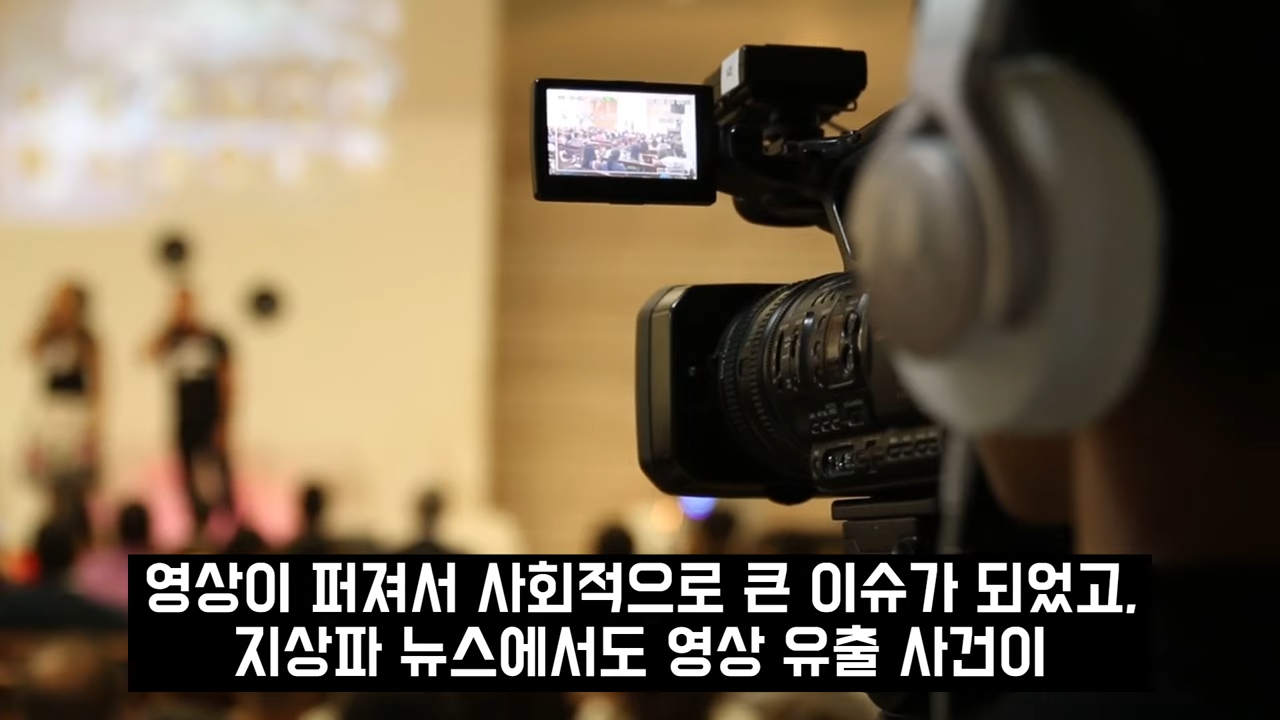 영상이 퍼져서 사회적으로 큰 이슈가 되었고,
지상파 뉴스에서도 영상 유출 사건이